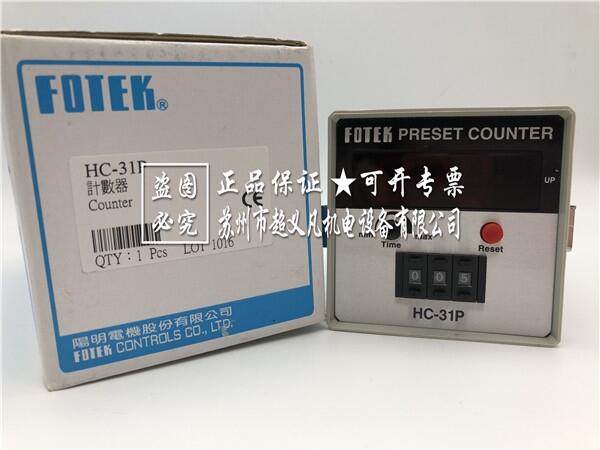 FOTEK®
HC-31P
計數器
Counter
CE
QTY：1 Pcs LOT 1016
陽明電機股份有限公司
FOTEK CONTROLS CO., LTD.
盗图必究
正品保证★可开专票
苏州市超义凡机电设备有限公司
FOTEK PRESET COUNTER
UP
min Max
Time
Reset
0 0 5
HC-31P